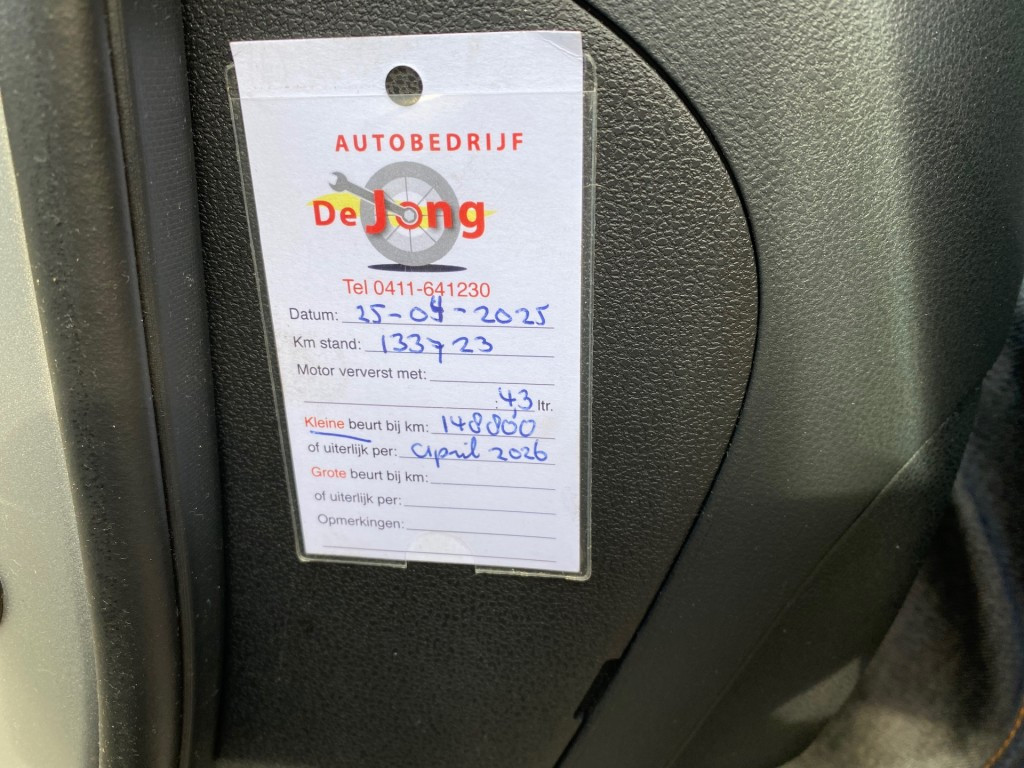 AUTOBEDRIJF
De Jong
Tel 0411-641230
Datum: 25-04-2025
Km stand: 133723
Motor ververst met:
4,3 ltr.
Kleine beurt bij km: 148800
of uiterlijk per: april 2026
Grote beurt bij km:
of uiterlijk per:
Opmerkingen: